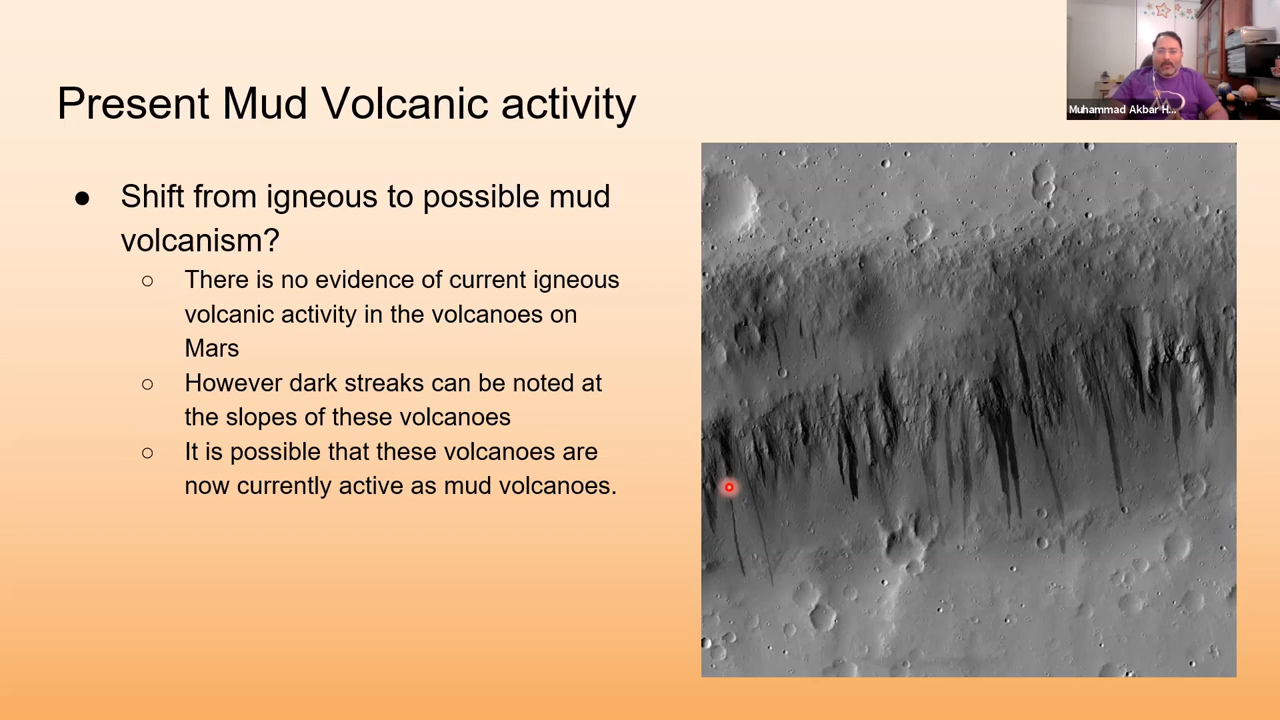 Present Mud Volcanic activity
Muhammad Akbar H...
● Shift from igneous to possible mud
volcanism?
○ There is no evidence of current igneous
volcanic activity in the volcanoes on
Mars
○ However dark streaks can be noted at
the slopes of these volcanoes
○ It is possible that these volcanoes are
now currently active as mud volcanoes.